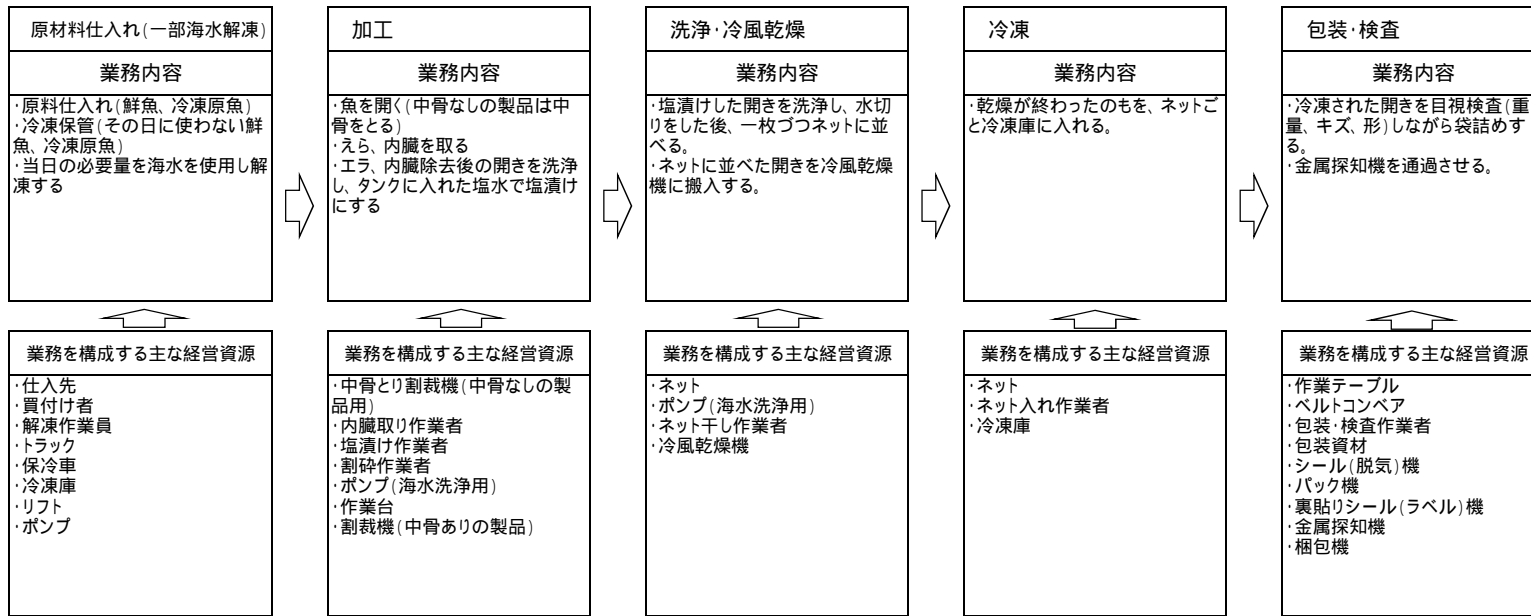 原材料仕入れ(一部海水解凍)
業務内容
・原料仕入れ(鮮魚、冷凍原魚)
・冷凍保管(その日に使わない鮮
魚、冷凍原魚)
・当日の必要量を海水を使用し解
凍する
加工
業務内容
・魚を開く(中骨なしの製品は中
骨をとる)
・えら、内臓を取る
・エラ、内臓除去後の開きを洗浄
し、タンクに入れた塩水で塩漬け
にする
洗浄・冷風乾燥
業務内容
・塩漬けした開きを洗浄し、水切
りをした後、一枚づつネットに並
べる。
・ネットに並べた開きを冷風乾燥
機に搬入する。
冷凍
業務内容
・乾燥が終わったのもを、ネットご
と冷凍庫に入れる。
包装・検査
業務内容
・冷凍された開きを目視検査(重
量、キズ、形)しながら袋詰めす
る。
・金属探知機を通過させる。
業務を構成する主な経営資源
・仕入先
・買付け者
・解凍作業員
・トラック
・保冷車
・冷凍庫
・リフト
・ポンプ
業務を構成する主な経営資源
・中骨とり割裁機(中骨なしの製
品用)
・内臓取り作業者
・塩漬け作業者
・割砕作業者
・ポンプ(海水洗浄用)
・作業台
・割裁機(中骨ありの製品)
業務を構成する主な経営資源
・ネット
・ポンプ(海水洗浄用)
・ネット干し作業者
・冷風乾燥機
業務を構成する主な経営資源
・ネット
・ネット入れ作業者
・冷凍庫
業務を構成する主な経営資源
・作業テーブル
・ベルトコンベア
・包装・検査作業者
・包装資材
・シール(脱気)機
・パック機
・裏貼りシール(ラベル)機
・金属探知機
・梱包機